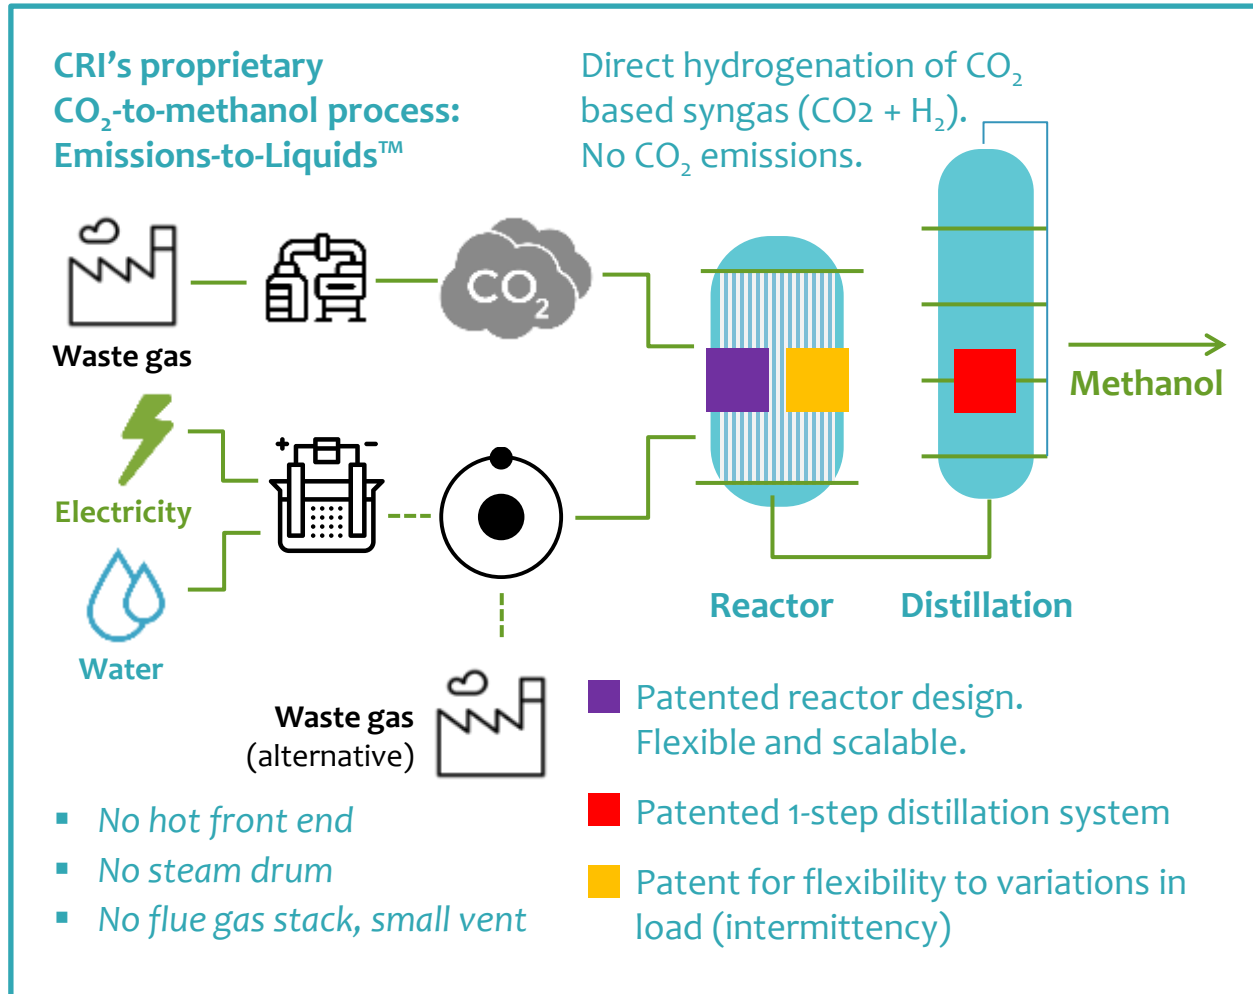 CRI’s proprietary
CO₂-to-methanol process:
Emissions-to-Liquids™
Direct hydrogenation of CO₂
based syngas (CO2 + H₂).
No CO₂ emissions.
CO₂
Waste gas
Electricity
+ −
Water
Methanol
Reactor
Distillation
Waste gas
(alternative)
Patented reactor design.
Flexible and scalable.
Patented 1-step distillation system
Patent for flexibility to variations in
load (intermittency)
▪ No hot front end
▪ No steam drum
▪ No flue gas stack, small vent